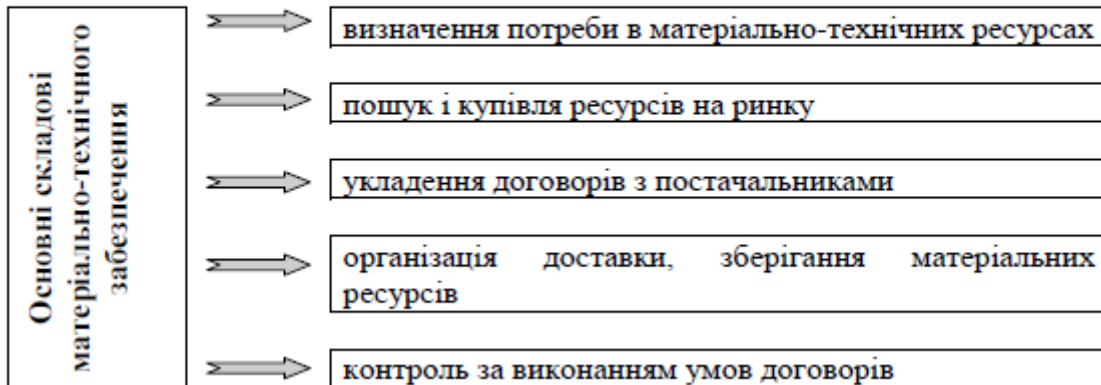 Основні складові
матеріально-технічного
забезпечення
визначення потреби в матеріально-технічних ресурсах
пошук і купівля ресурсів на ринку
укладення договорів з постачальниками
організація доставки, зберігання матеріальних
ресурсів
контроль за виконанням умов договорів